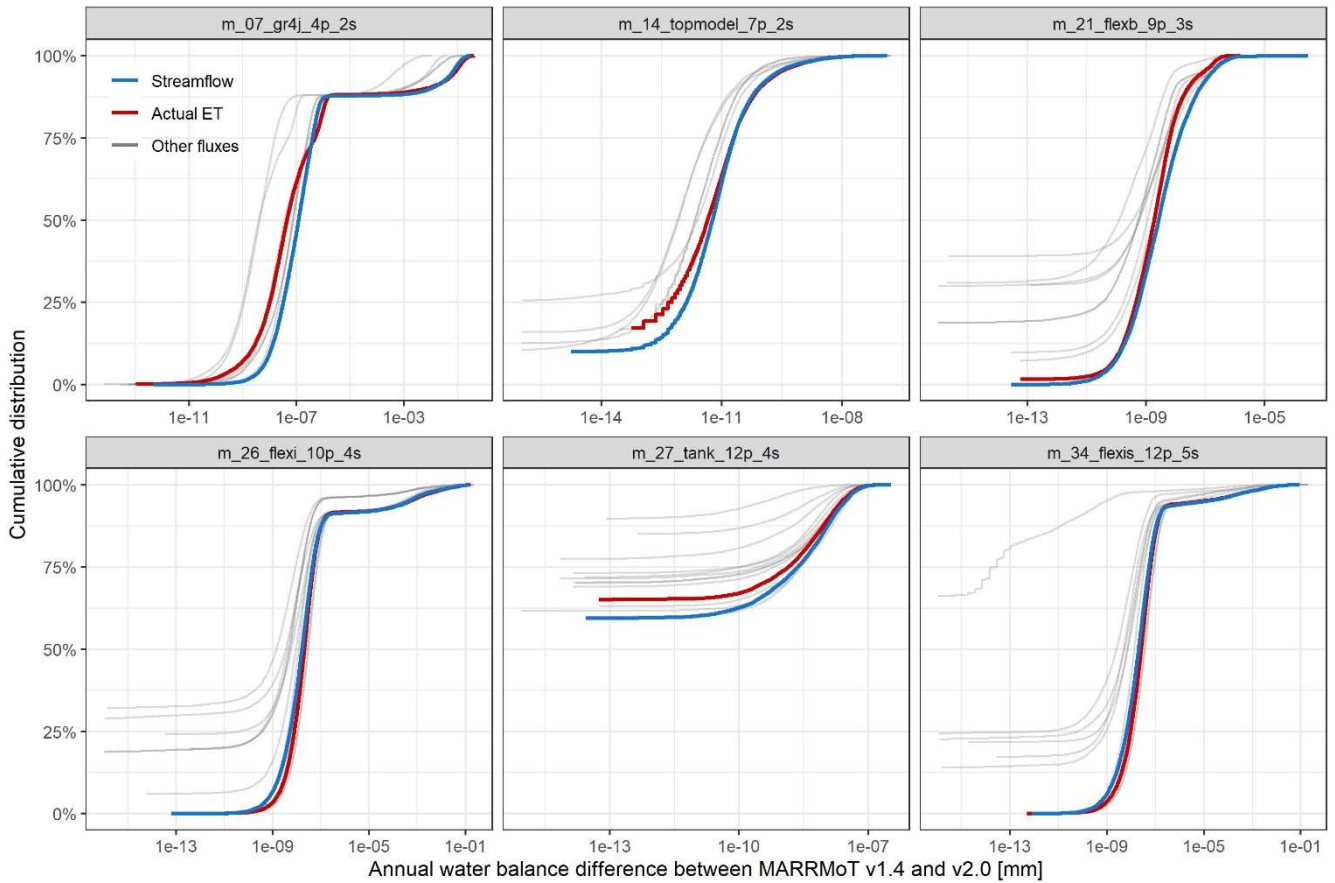 m_07_gr4j_4p_2s
m_14_topmodel_7p_2s
m_21_flexb_9p_3s
100%
75%
50%
25%
0%
Streamflow
Actual ET
Other fluxes
1e-11
1e-07
1e-03
1e-14
1e-11
1e-08
1e-13
1e-09
1e-05
Cumulative distribution
m_26_flexi_10p_4s
m_27_tank_12p_4s
m_34_flexis_12p_5s
100%
75%
50%
25%
0%
1e-13
1e-09
1e-05
1e-01
1e-13
1e-10
1e-07
1e-13
1e-09
1e-05
1e-01
Annual water balance difference between MARRMoT v1.4 and v2.0 [mm]